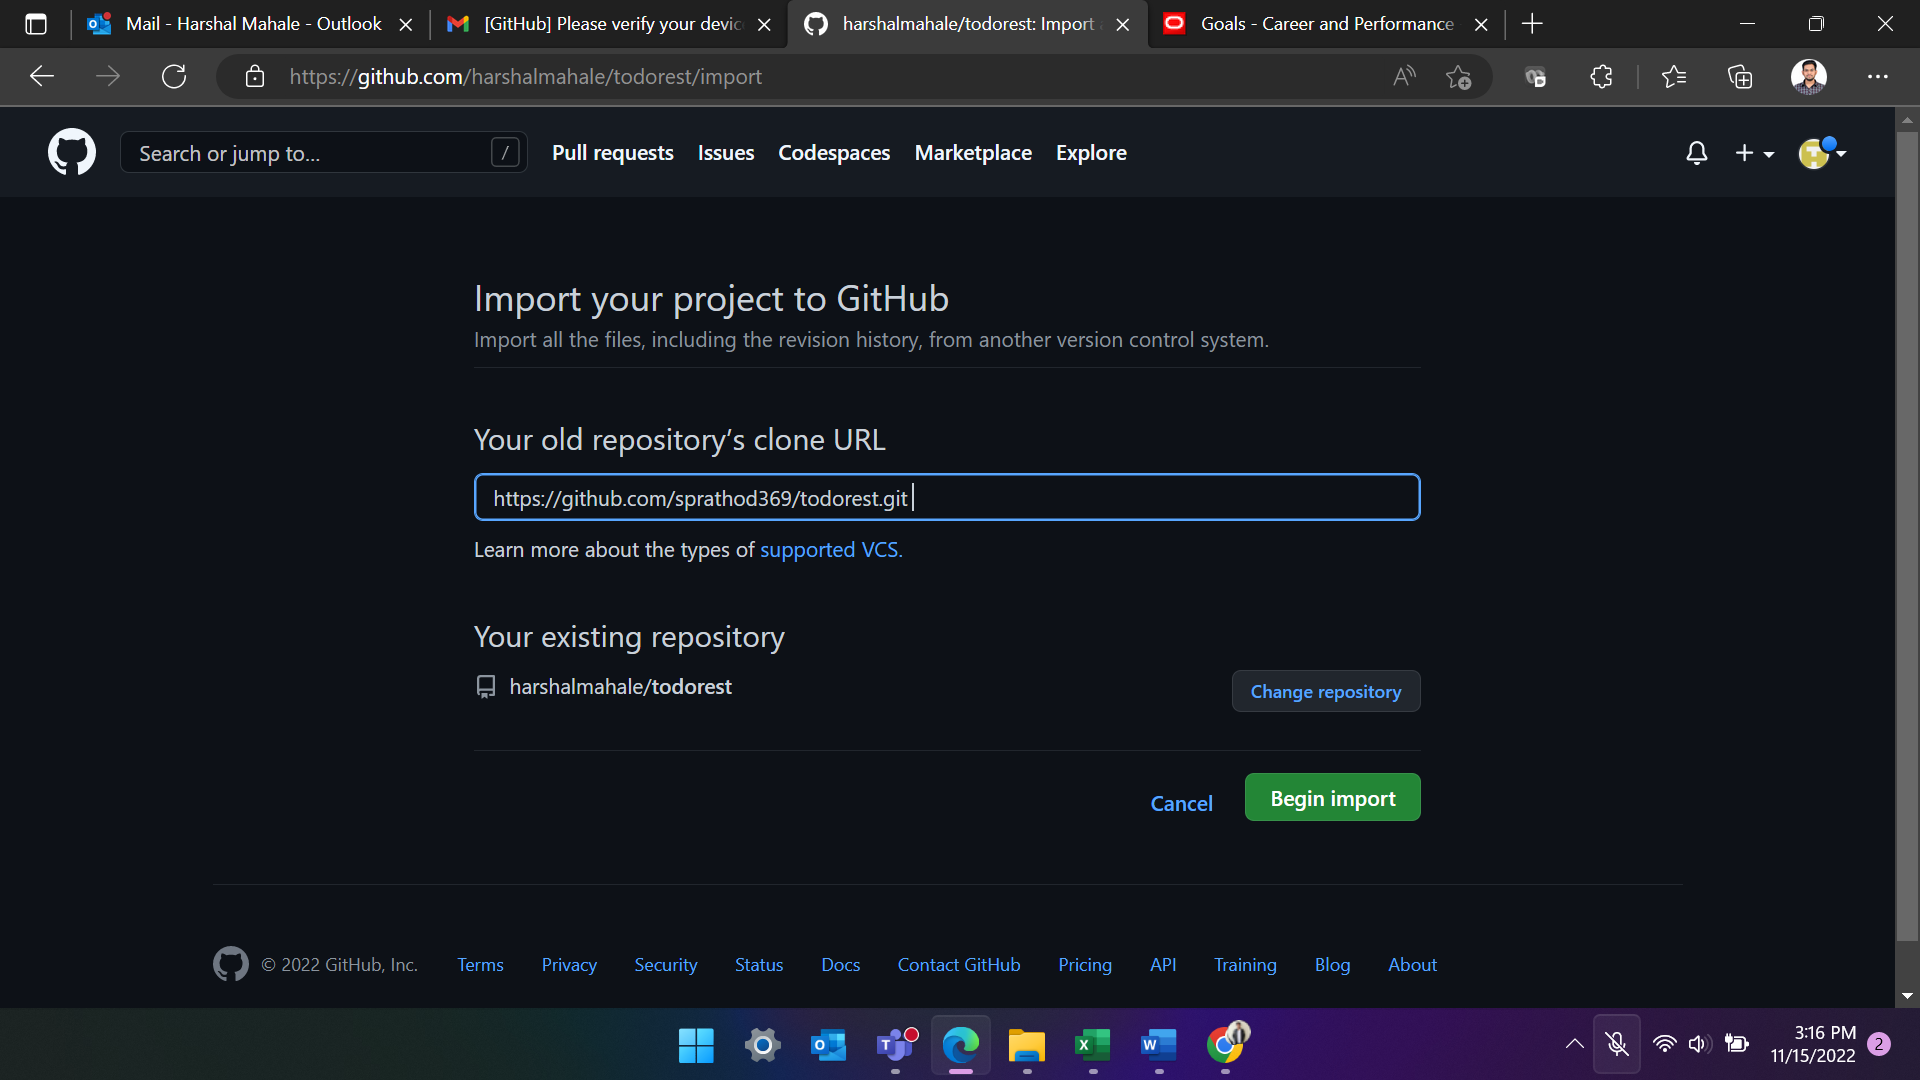 Mail - Harshal Mahale - Outlook
[GitHub] Please verify your devic
harshalmahale/todorest: Import a
Goals - Career and Performance
https://github.com/harshalmahale/todorest/import
Search or jump to...
/
Pull requests
Issues
Codespaces
Marketplace
Explore
Import your project to GitHub
Import all the files, including the revision history, from another version control system.
Your old repository’s clone URL
https://github.com/sprathod369/todorest.git
Learn more about the types of supported VCS.
Your existing repository
harshalmahale/todorest
Change repository
Cancel
Begin import
© 2022 GitHub, Inc.
Terms
Privacy
Security
Status
Docs
Contact GitHub
Pricing
API
Training
Blog
About
3:16 PM
11/15/2022
2